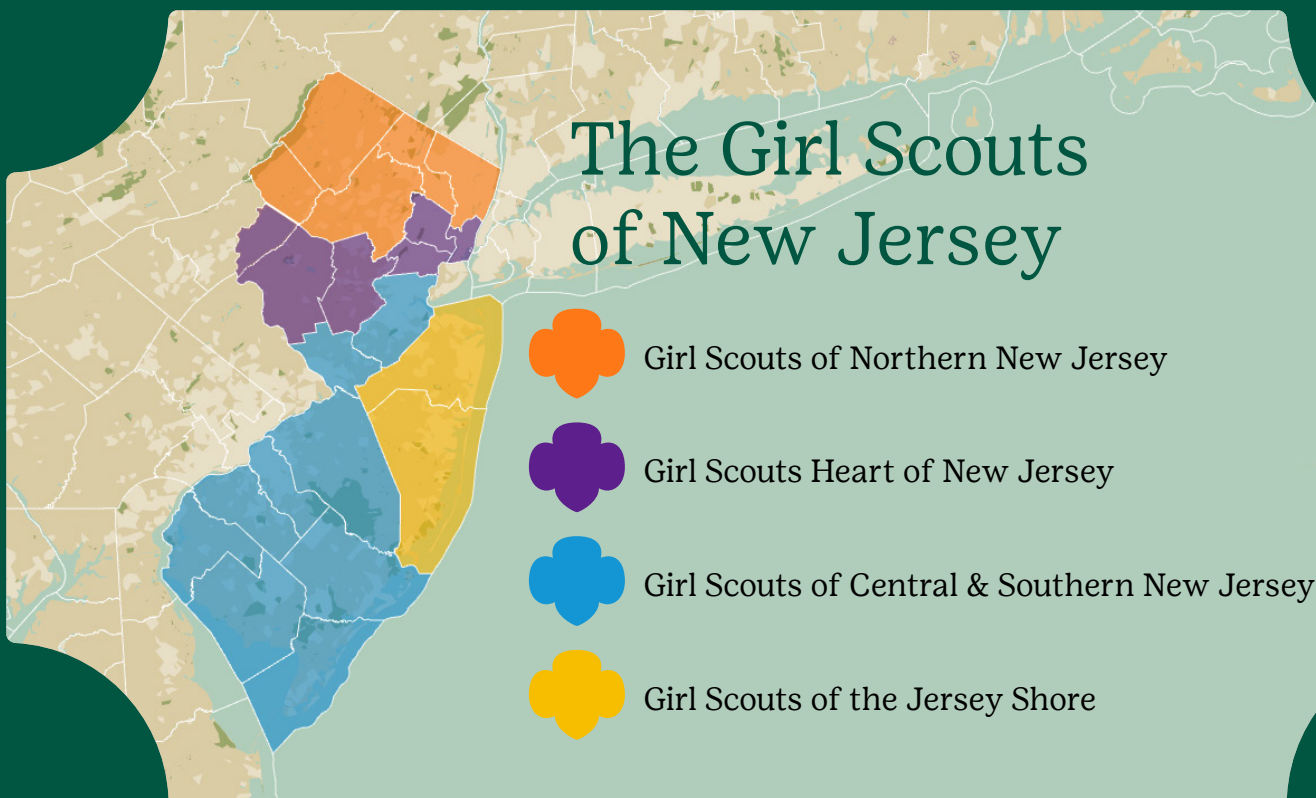 The Girl Scouts
of New Jersey
Girl Scouts of Northern New Jersey
Girl Scouts Heart of New Jersey
Girl Scouts of Central & Southern New Jersey
Girl Scouts of the Jersey Shore